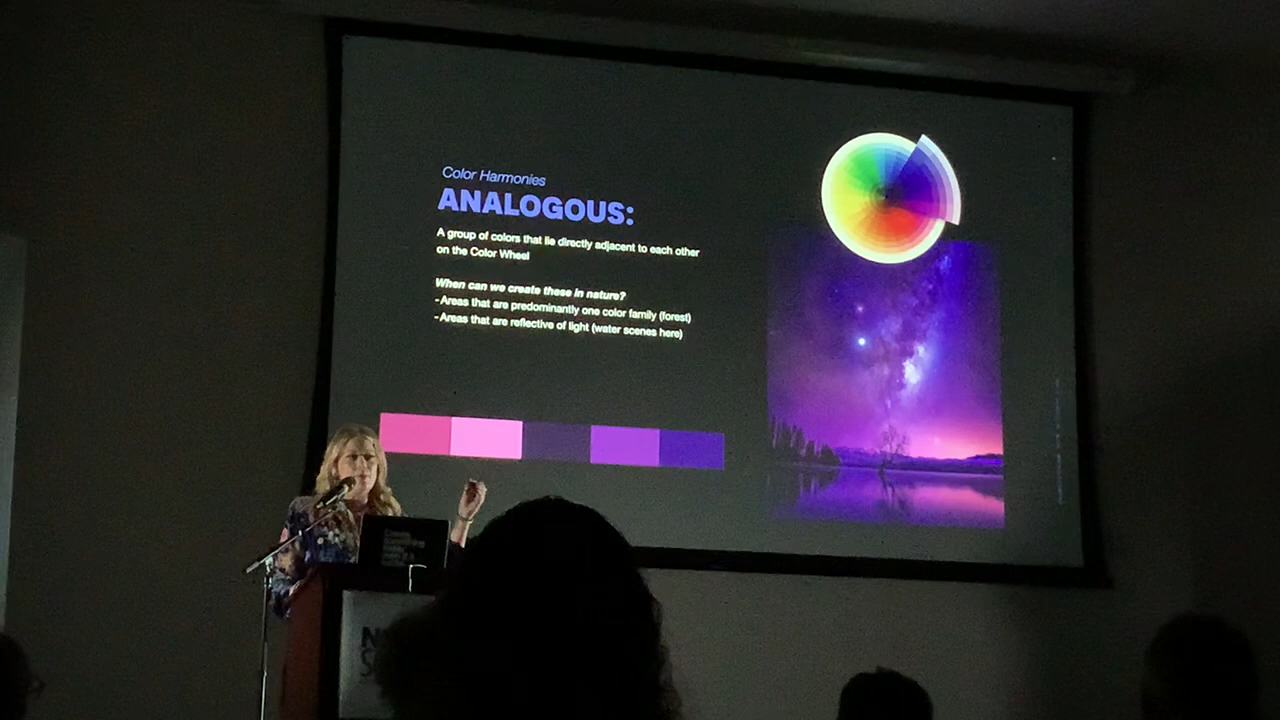 Color Harmonies
ANALOGOUS:
A group of colors that lie directly adjacent to each other
on the Color Wheel
When can we create these in nature?
-Areas that are predominantly one color family (forest)
-Areas that are reflective of light (water scenes here)